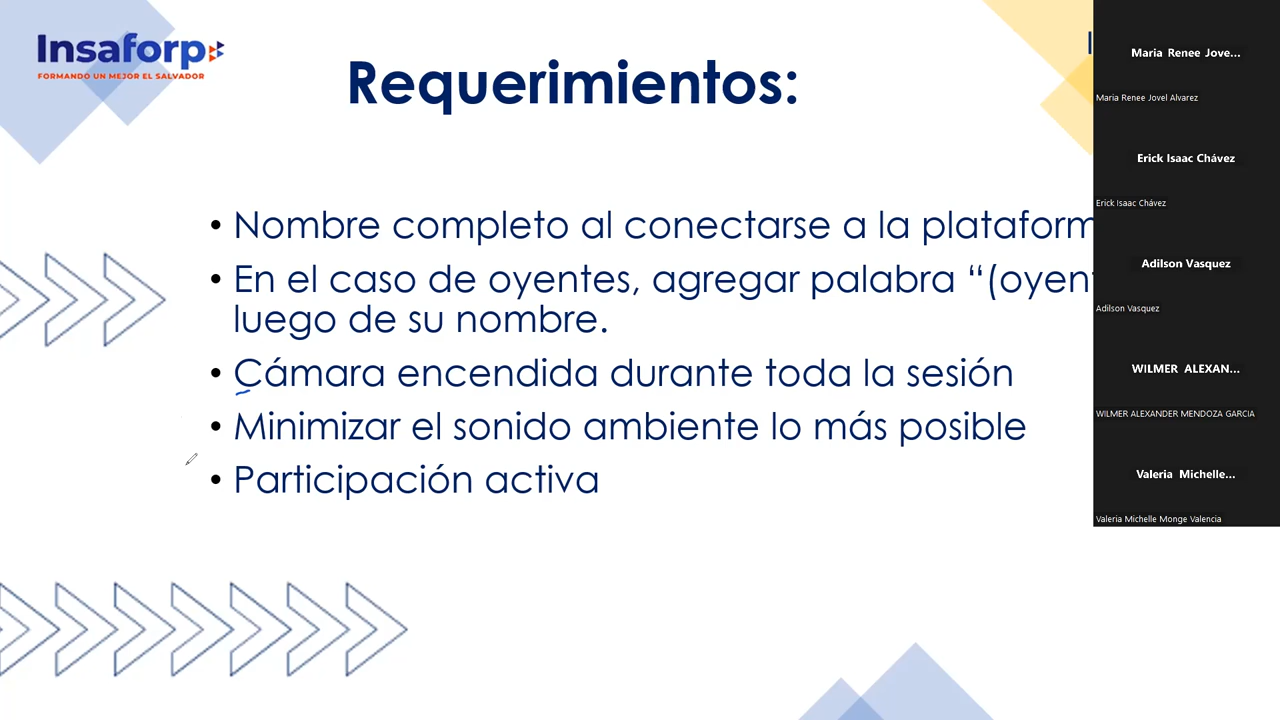 Insaforp
FORMANDO UN MEJOR EL SALVADOR
Requerimientos:
• Nombre completo al conectarse a la plataform
• En el caso de oyentes, agregar palabra “(oyen
luego de su nombre.
• Cámara encendida durante toda la sesión
• Minimizar el sonido ambiente lo más posible
• Participación activa
Maria Renee Jove...
Maria Renee Jovel Alvarez
Erick Isaac Chávez
Erick Isaac Chávez
Adilson Vasquez
Adilson Vasquez
WILMER ALEXAN...
WILMER ALEXANDER MENDOZA GARCIA
Valeria Michelle...
Valeria Michelle Monge Valencia